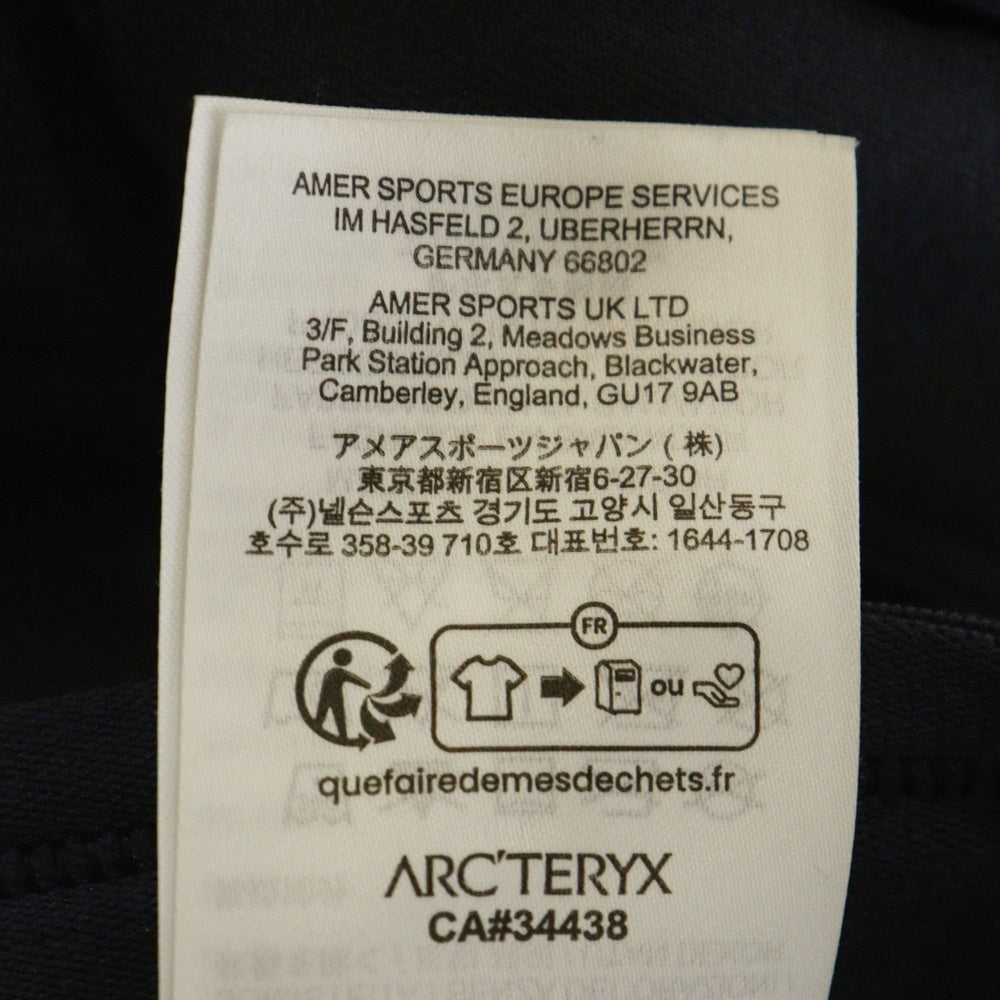 AMER SPORTS EUROPE SERVICES
IM HASFELD 2, UBERHERRN,
GERMANY 66802
AMER SPORTS UK LTD
3/F, Building 2, Meadows Business
Park Station Approach, Blackwater,
Camberley, England, GU17 9AB
アメアスポーツジャパン ( 株)
東京都新宿区新宿6-27-30
(주)넬슨스포츠 경기도 고양시 일산동구
호수로 358-39 710호 대표번호: 1644-1708
FR
ou
quefairedemesdechets.fr
ARC'TERYX
CA#34438